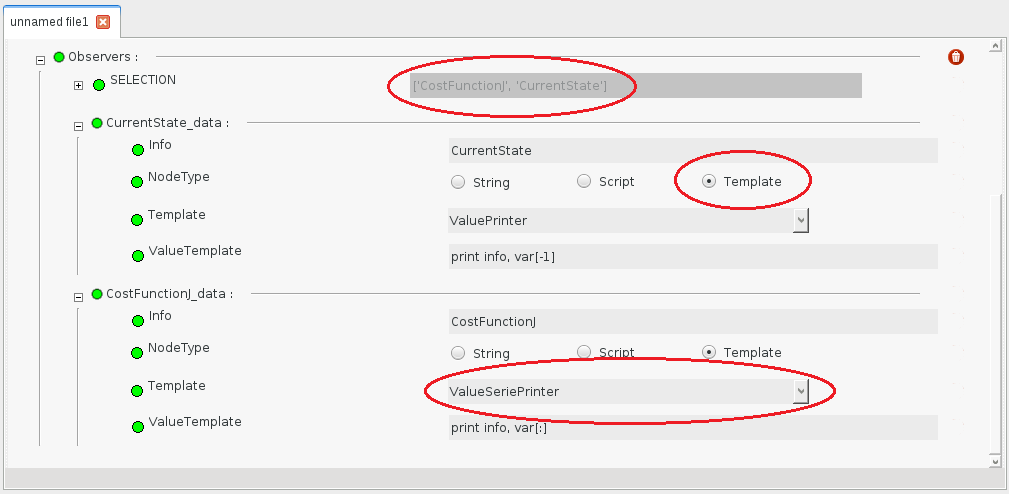 unnamed file1
Observers :
SELECTION ['CostFunctionJ', 'CurrentState']
CurrentState_data :
Info CurrentState
NodeType String Script Template
Template ValuePrinter
ValueTemplate print info, var[-1]
CostFunctionJ_data :
Info CostFunctionJ
NodeType String Script Template
Template ValueSeriePrinter
ValueTemplate print info, var[:]